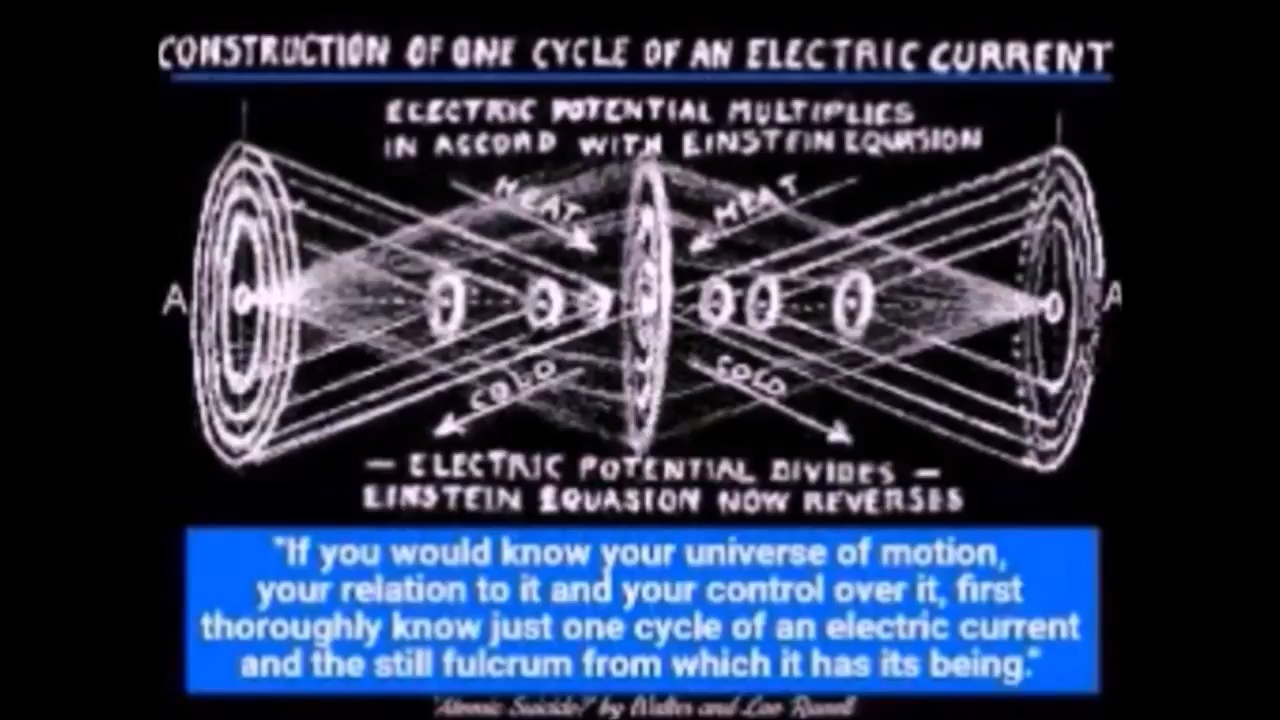 CONSTRUCTION OF ONE CYCLE OF AN ELECTRIC CURRENT
ELECTRIC POTENTIAL MULTIPLIES
IN ACCORD WITH EINSTEIN EQUASION
HEAT HEAT
A A
COLD COLD
— ELECTRIC POTENTIAL DIVIDES —
EINSTEIN EQUASION NOW REVERSES
"If you would know your universe of motion,
your relation to it and your control over it, first
thoroughly know just one cycle of an electric current
and the still fulcrum from which it has its being."
"Atomic Suicide?" by Walter and Lao Russell